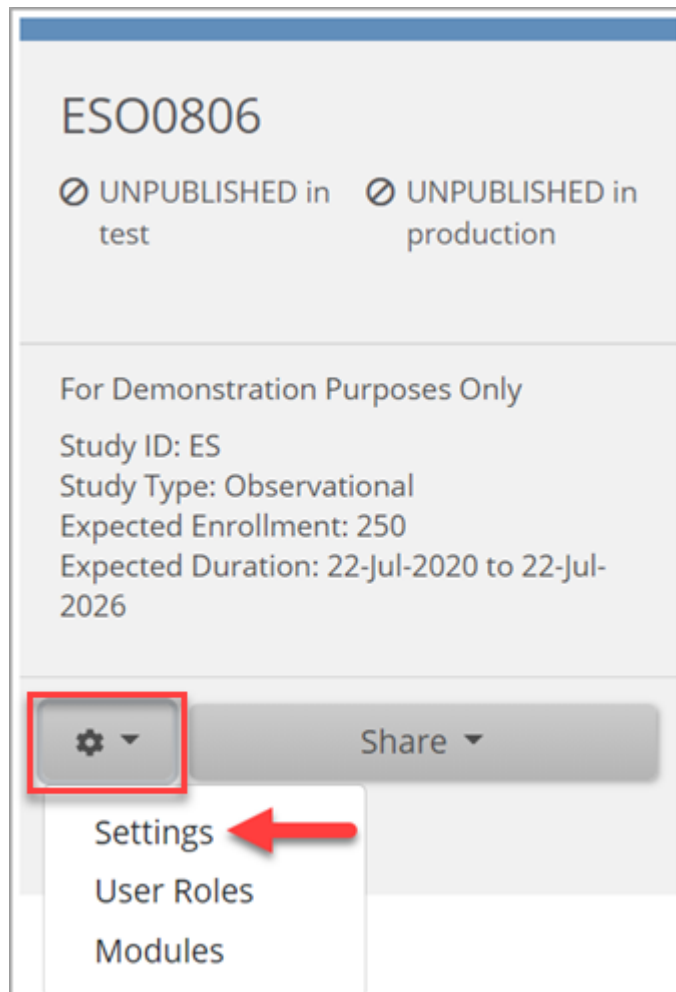 ESO0806
UNPUBLISHED in
test
UNPUBLISHED in
production
For Demonstration Purposes Only
Study ID: ES
Study Type: Observational
Expected Enrollment: 250
Expected Duration: 22-Jul-2020 to 22-Jul-
2026
Share
Settings
User Roles
Modules